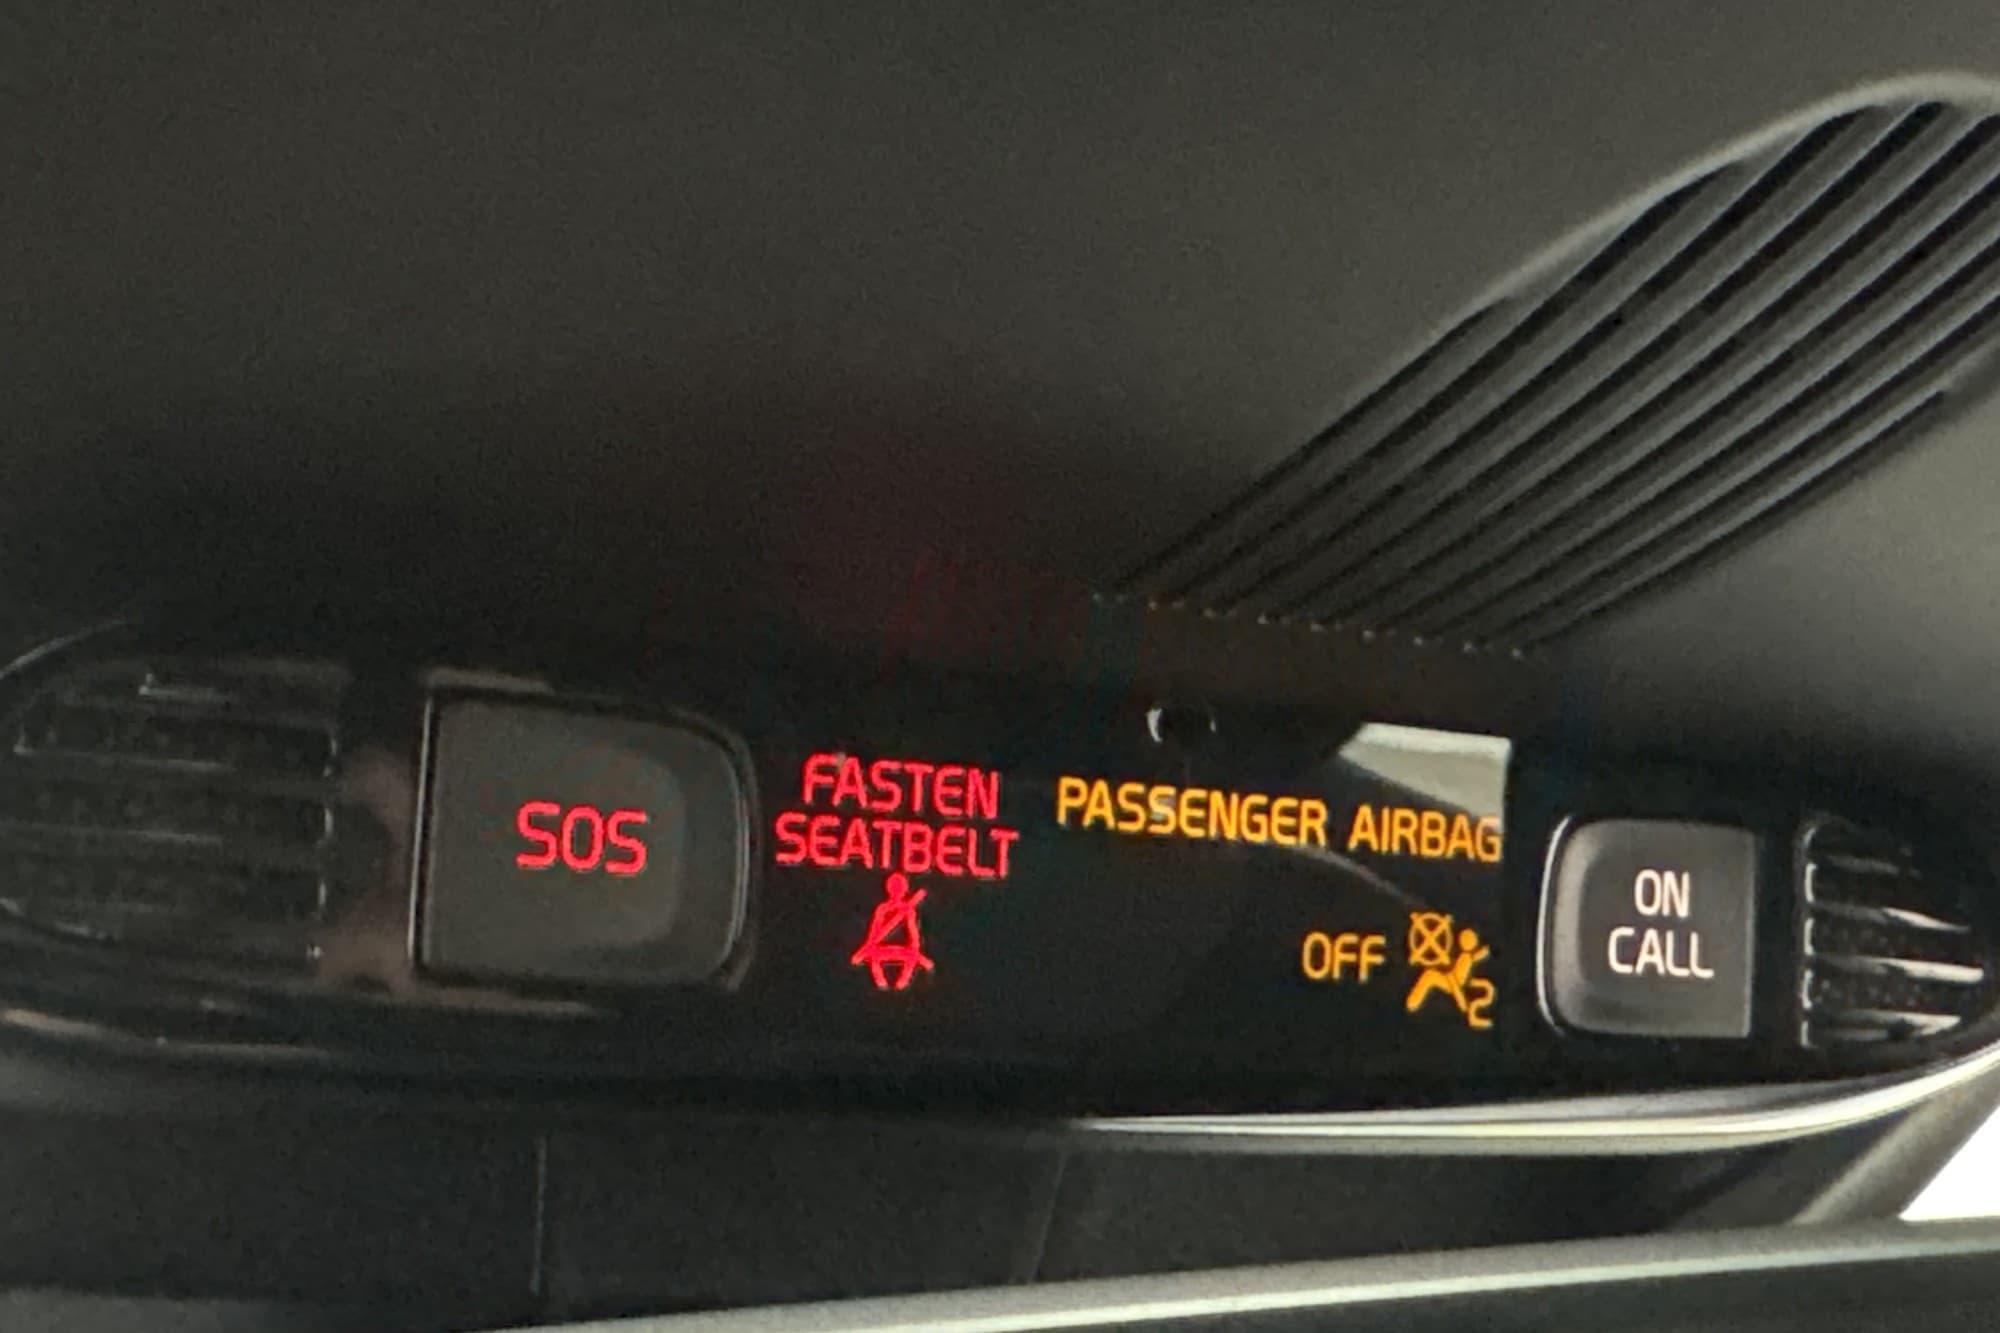 SOS
FASTEN
SEATBELT
PASSENGER AIRBAG
OFF 2
ON
CALL